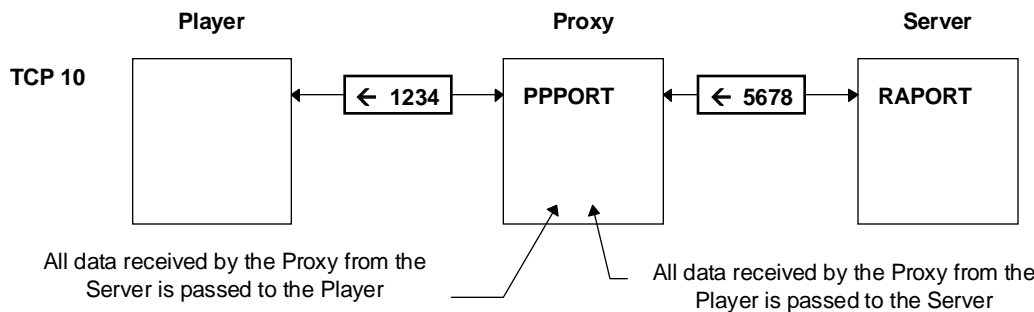 Player Proxy Server
TCP 10
← 1234 PPPORT ← 5678 RAPORT
All data received by the Proxy from the
Server is passed to the Player
All data received by the Proxy from the
Player is passed to the Server